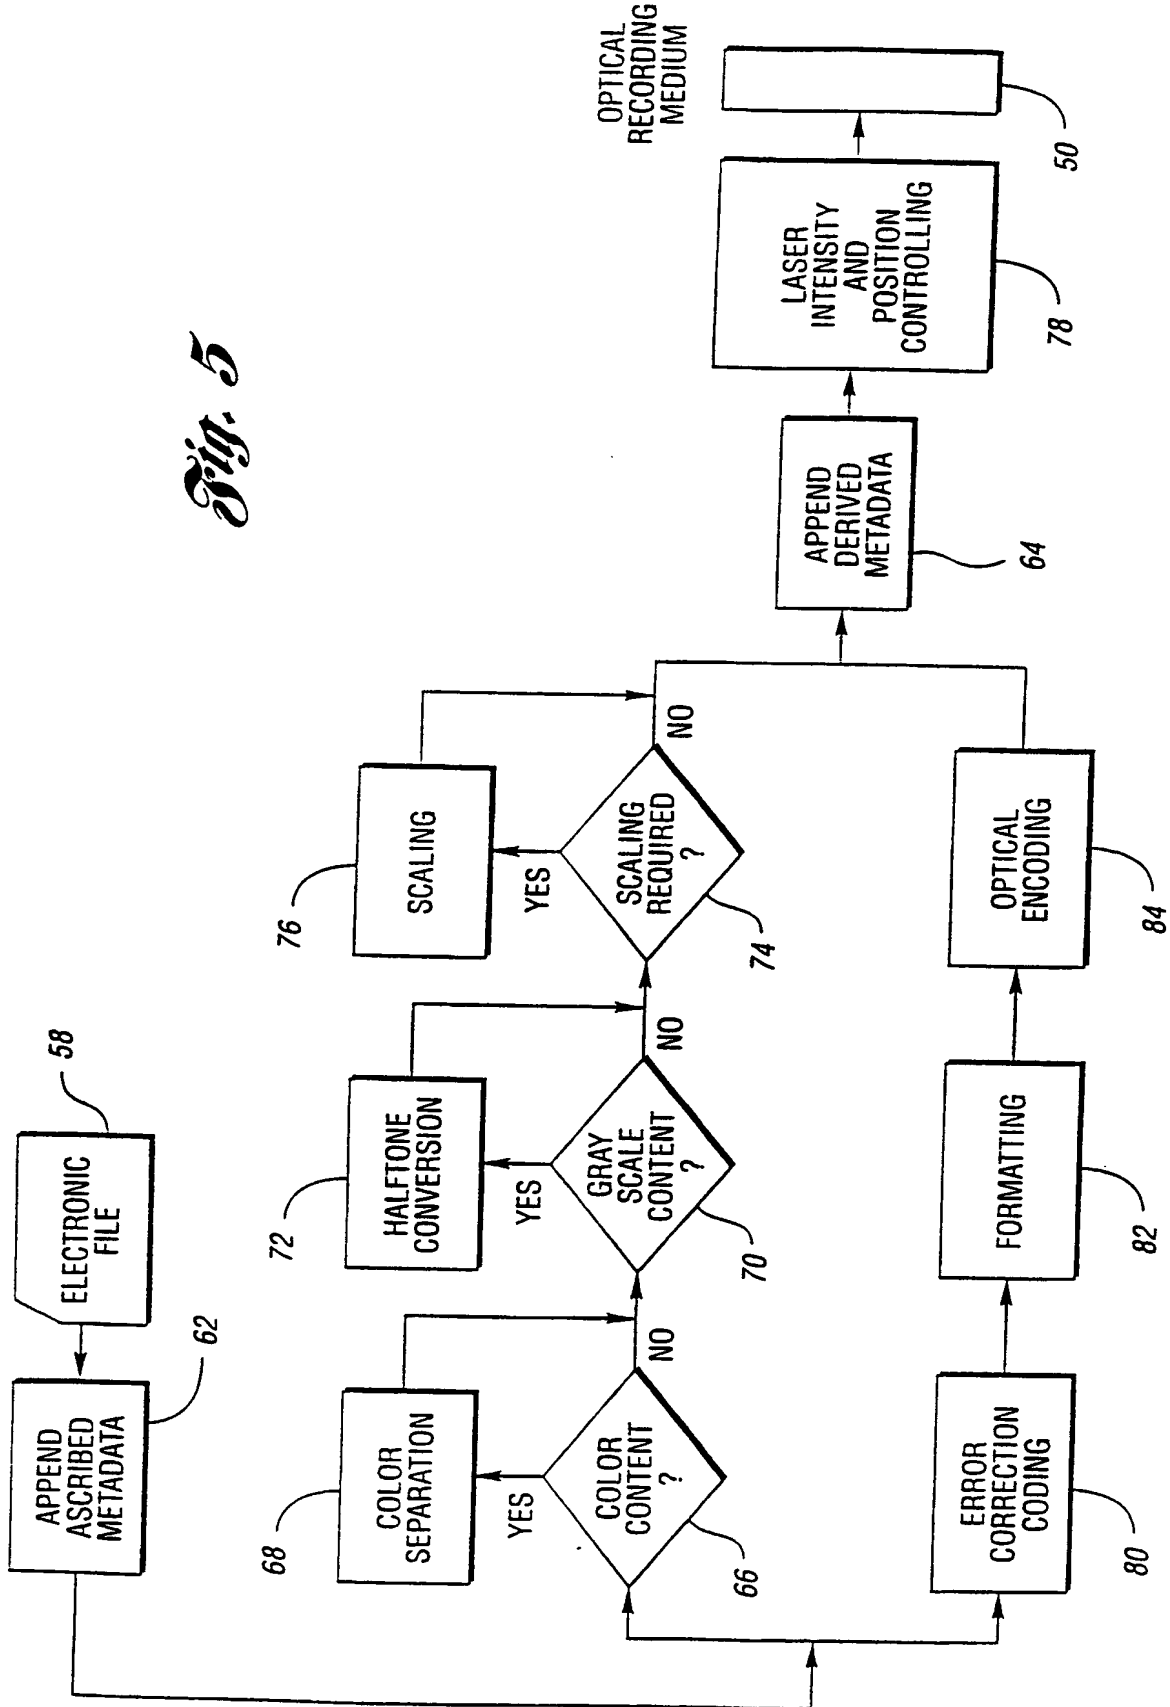 Fig. 5
ELECTRONIC
FILE
58
APPEND
ASCRIBED
METADATA
62
COLOR
SEPARATION
68
YES
COLOR
CONTENT
?
NO
66
HALFTONE
CONVERSION
72
YES
GRAY
SCALE
CONTENT
?
NO
70
SCALING
76
YES
SCALING
REQUIRED
?
NO
74
ERROR
CORRECTION
CODING
80
FORMATTING
82
OPTICAL
ENCODING
84
APPEND
DERIVED
METADATA
64
LASER
INTENSITY
AND
POSITION
CONTROLLING
78
OPTICAL
RECORDING
MEDIUM
50